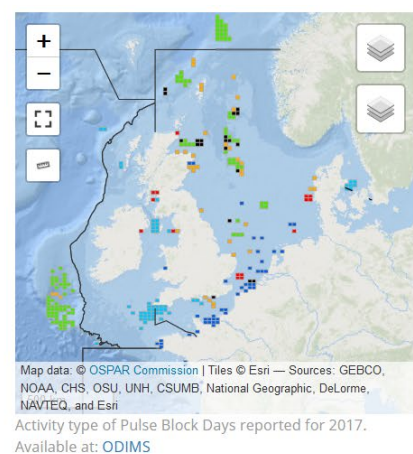 +
−
Map data: © OSPAR Commission | Tiles © Esri — Sources: GEBCO,
NOAA, CHS, OSU, UNH, CSUMB, National Geographic, DeLorme,
NAVTEQ, and Esri
Activity type of Pulse Block Days reported for 2017.
Available at: ODIMS